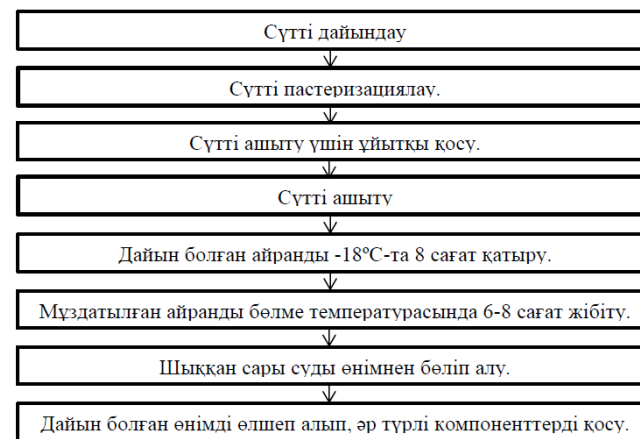 Сүтті дайындау
Сүтті пастеризациялау.
Сүтті ашыту үшін ұйытқы қосу.
Сүтті ашыту
Дайын болған айранды -18ºС-та 8 сағат қатыру.
Мұздатылған айранды бөлме температурасында 6-8 сағат жібіту.
Шыққан сары суды өнімнен бөліп алу.
Дайын болған өнімді өлшеп алып, әр түрлі компоненттерді қосу.